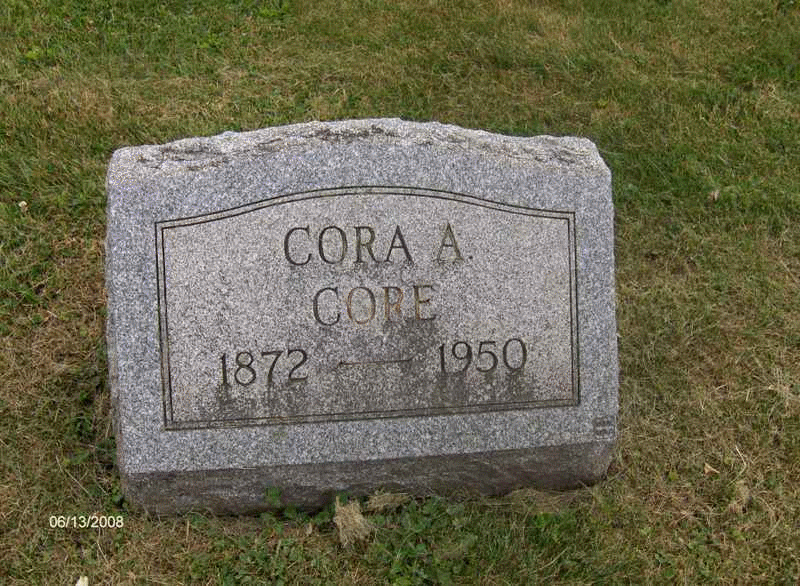 CORA A.
CORE
1872 — 1950
06/13/2008